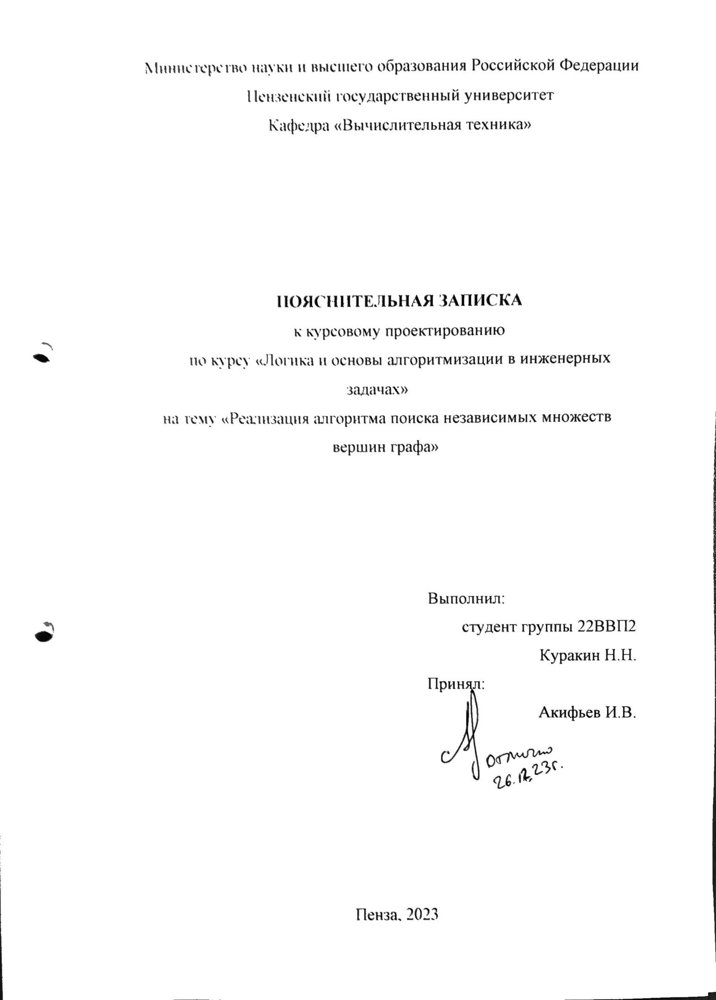 Министерство науки и высшего образования Российской Федерации
Пензенский государственный университет
Кафедра «Вычислительная техника»
ПОЯСНИТЕЛЬНАЯ ЗАПИСКА
к курсовому проектированию
по курсу «Логика и основы алгоритмизации в инженерных
задачах»
на тему «Реализация алгоритма поиска независимых множеств
вершин графа»
Выполнил:
студент группы 22ВВП2
Куракин Н.Н.
Принял:
Акифьев И.В.
отлично
26.12.23г.
Пенза, 2023